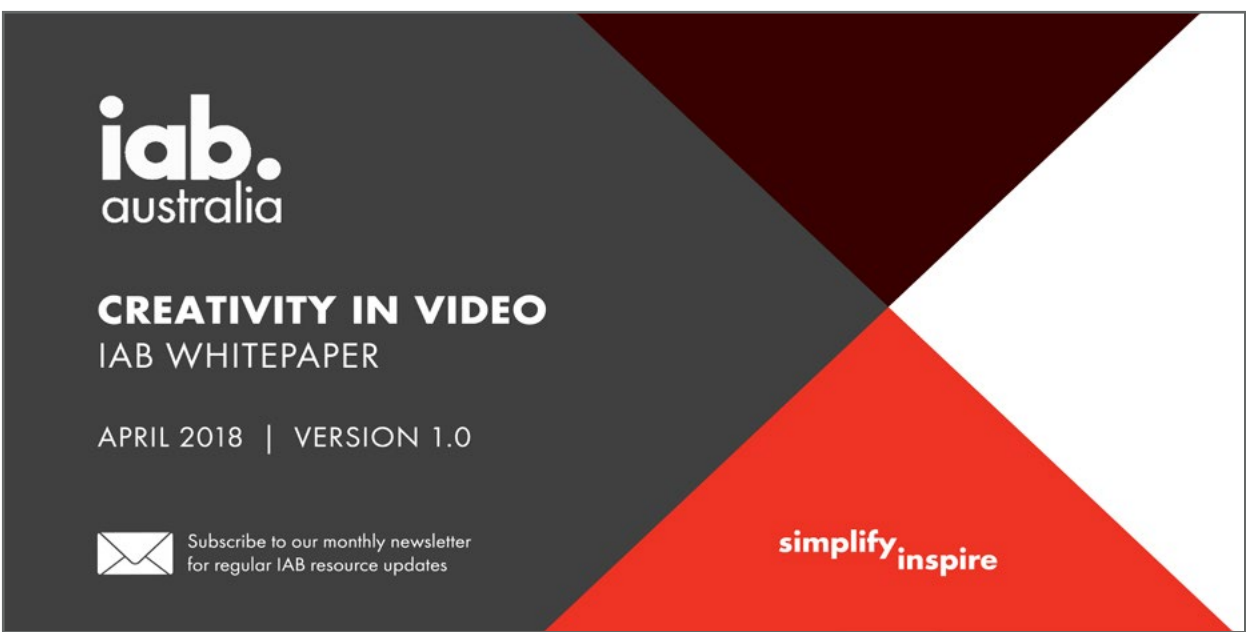 iab.
australia
CREATIVITY IN VIDEO
IAB WHITEPAPER
APRIL 2018 | VERSION 1.0
Subscribe to our monthly newsletter
for regular IAB resource updates
simplify
inspire